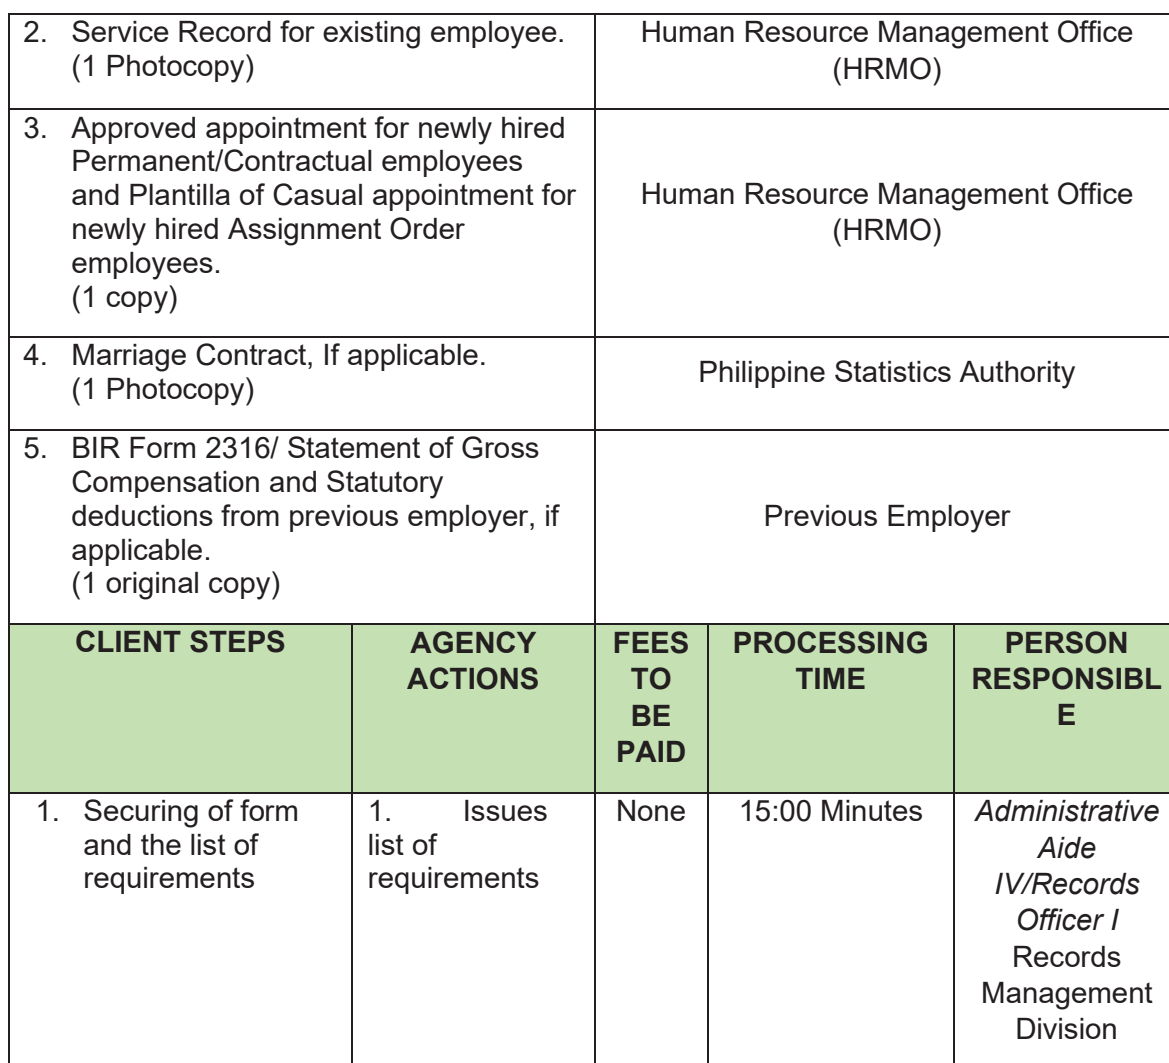 2. Service Record for existing employee.
(1 Photocopy)
Human Resource Management Office
(HRMO)
3. Approved appointment for newly hired
Permanent/Contractual employees
and Plantilla of Casual appointment for
newly hired Assignment Order
employees.
(1 copy)
Human Resource Management Office
(HRMO)
4. Marriage Contract, If applicable.
(1 Photocopy)
Philippine Statistics Authority
5. BIR Form 2316/ Statement of Gross
Compensation and Statutory
deductions from previous employer, if
applicable.
(1 original copy)
Previous Employer
CLIENT STEPS
AGENCY
ACTIONS
FEES
TO
BE
PAID
PROCESSING
TIME
PERSON
RESPONSIBL
E
1. Securing of form
and the list of
requirements
1. Issues
list of
requirements
None
15:00 Minutes
Administrative
Aide
IV/Records
Officer I
Records
Management
Division